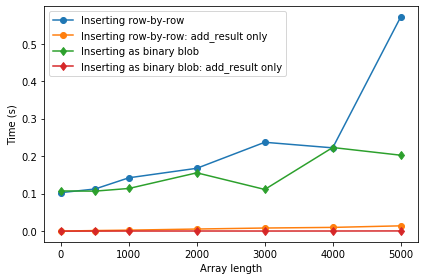 Inserting row-by-row
Inserting row-by-row: add_result only
Inserting as binary blob
Inserting as binary blob: add_result only
Time (s)
0.5
0.4
0.3
0.2
0.1
0.0
0 1000 2000 3000 4000 5000
Array length